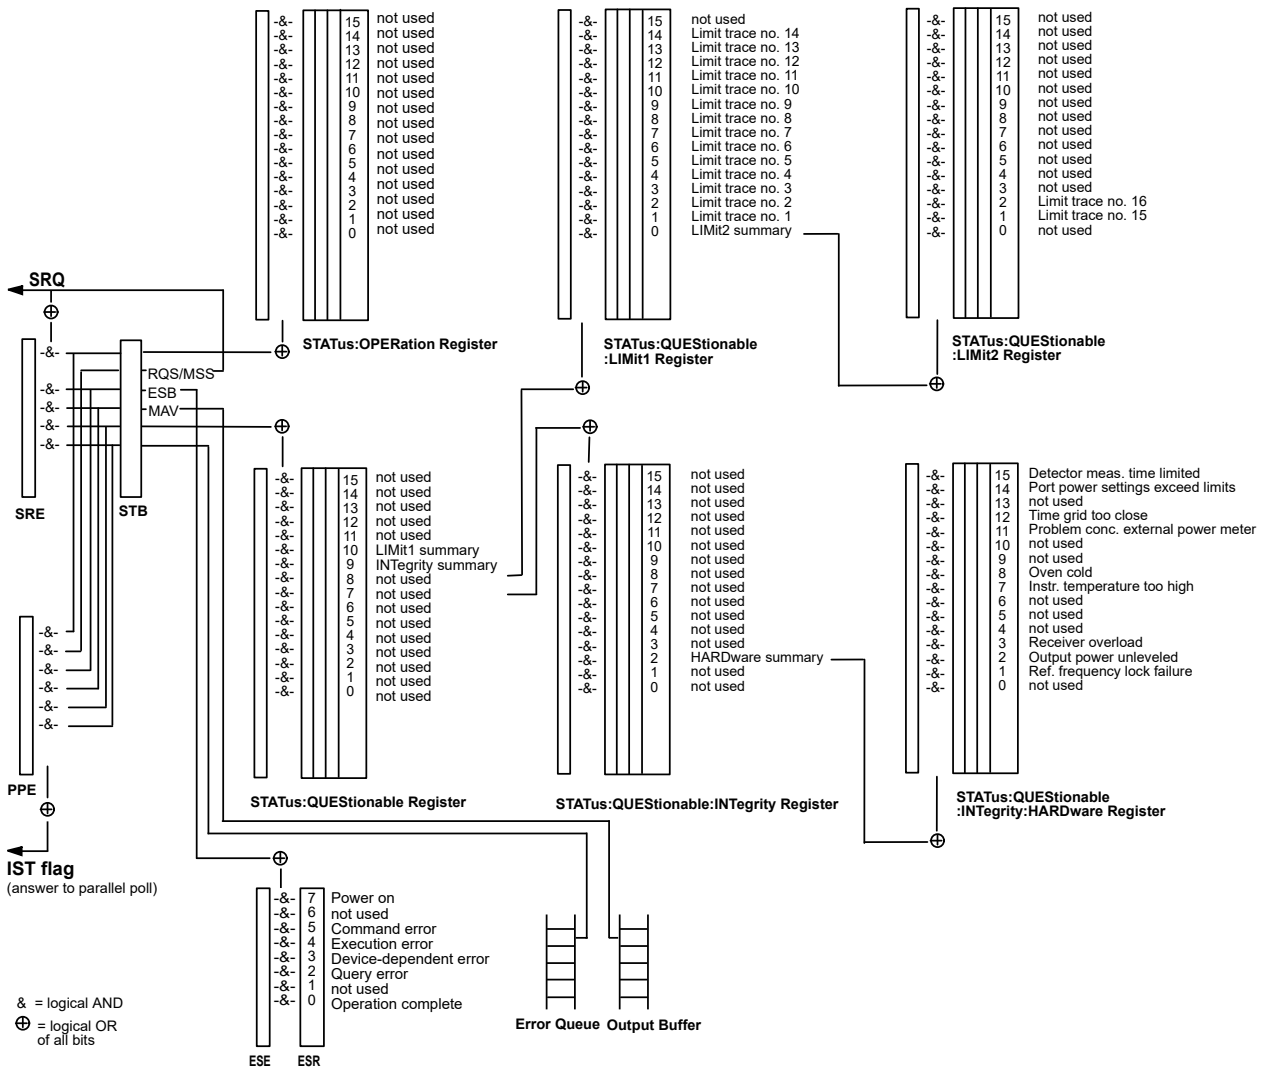 -&- 15 not used
-&- 14 not used
-&- 13 not used
-&- 12 not used
-&- 11 not used
-&- 10 not used
-&- 9 not used
-&- 8 not used
-&- 7 not used
-&- 6 not used
-&- 5 not used
-&- 4 not used
-&- 3 not used
-&- 2 not used
-&- 1 not used
-&- 0
STATus:OPERation Register
-&- 15 not used
-&- 14 Limit trace no. 14
-&- 13 Limit trace no. 13
-&- 12 Limit trace no. 12
-&- 11 Limit trace no. 11
-&- 10 Limit trace no. 10
-&- 9 Limit trace no. 9
-&- 8 Limit trace no. 8
-&- 7 Limit trace no. 7
-&- 6 Limit trace no. 6
-&- 5 Limit trace no. 5
-&- 4 Limit trace no. 4
-&- 3 Limit trace no. 3
-&- 2 Limit trace no. 2
-&- 1 Limit trace no. 1
-&- 0 LIMit2 summary
STATus:QUEStionable
:LIMit1 Register
-&- 15 not used
-&- 14 not used
-&- 13 not used
-&- 12 not used
-&- 11 not used
-&- 10 not used
-&- 9 not used
-&- 8 not used
-&- 7 not used
-&- 6 not used
-&- 5 not used
-&- 4 not used
-&- 3 not used
-&- 2 Limit trace no. 16
-&- 1 Limit trace no. 15
-&- 0 not used
STATus:QUEStionable
:LIMit2 Register
SRQ
-&-
RQS/MSS
-&- ESB
-&- MAV
-&-
-&-
SRE
STB
-&- 15 not used
-&- 14 not used
-&- 13 not used
-&- 12 not used
-&- 11 not used
-&- 10 LIMit1 summary
-&- 9 INTegrity summary
-&- 8 not used
-&- 7 not used
-&- 6 not used
-&- 5 not used
-&- 4 not used
-&- 3 not used
-&- 2 not used
-&- 1 not used
-&- 0 not used
STATus:QUEStionable Register
-&- 15 not used
-&- 14 not used
-&- 13 not used
-&- 12 not used
-&- 11 not used
-&- 10 not used
-&- 9 not used
-&- 8 not used
-&- 7 not used
-&- 6 not used
-&- 5 not used
-&- 4 not used
-&- 3 not used
-&- 2 HARDware summary
-&- 1 not used
-&- 0 not used
STATus:QUEStionable:INTegrity Register
-&- 15 Detector meas. time limited
-&- 14 Port power settings exceed limits
-&- 13 not used
-&- 12 Time grid too close
-&- 11 Problem conc. external power meter
-&- 10 not used
-&- 9 not used
-&- 8 Oven cold
-&- 7 Instr. temperature too high
-&- 6 not used
-&- 5 not used
-&- 4 not used
-&- 3 Receiver overload
-&- 2 Output power unleveled
-&- 1 Ref. frequency lock failure
-&- 0 not used
STATus:QUEStionable
:INTegrity:HARDware Register
-&-
-&-
-&-
-&-
-&-
-&-
PPE
IST flag
(answer to parallel poll)
-&- 7 Power on
-&- 6 not used
-&- 5 Command error
-&- 4 Execution error
-&- 3 Device-dependent error
-&- 2 Query error
-&- 1 not used
-&- 0 Operation complete
ESE ESR
Error Queue Output Buffer
& = logical AND
⊕ = logical OR
of all bits